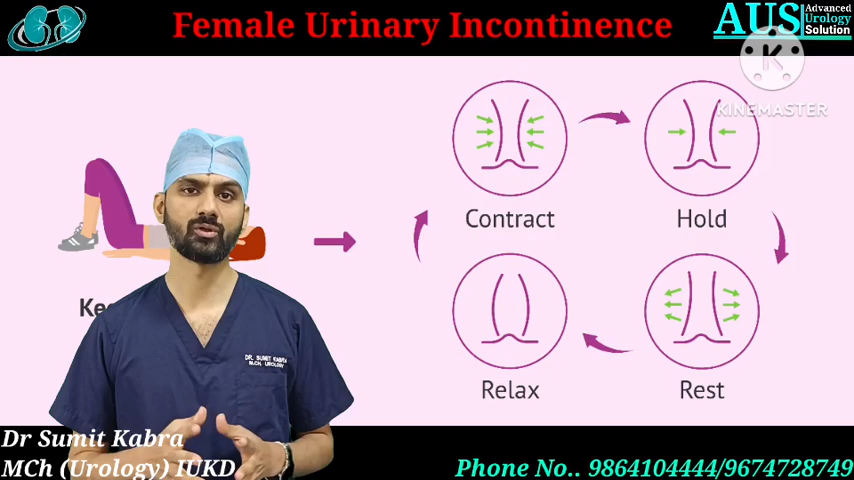 Female Urinary Incontinence
AUS
Advanced
Urology
Solution
K
KINEMASTER
Contract
Hold
Relax
Rest
DR. SUMIT KABRA
M.CH. UROLOGY
Dr Sumit Kabra
MCh (Urology) IUKD
Phone No.. 9864104444/9674728749